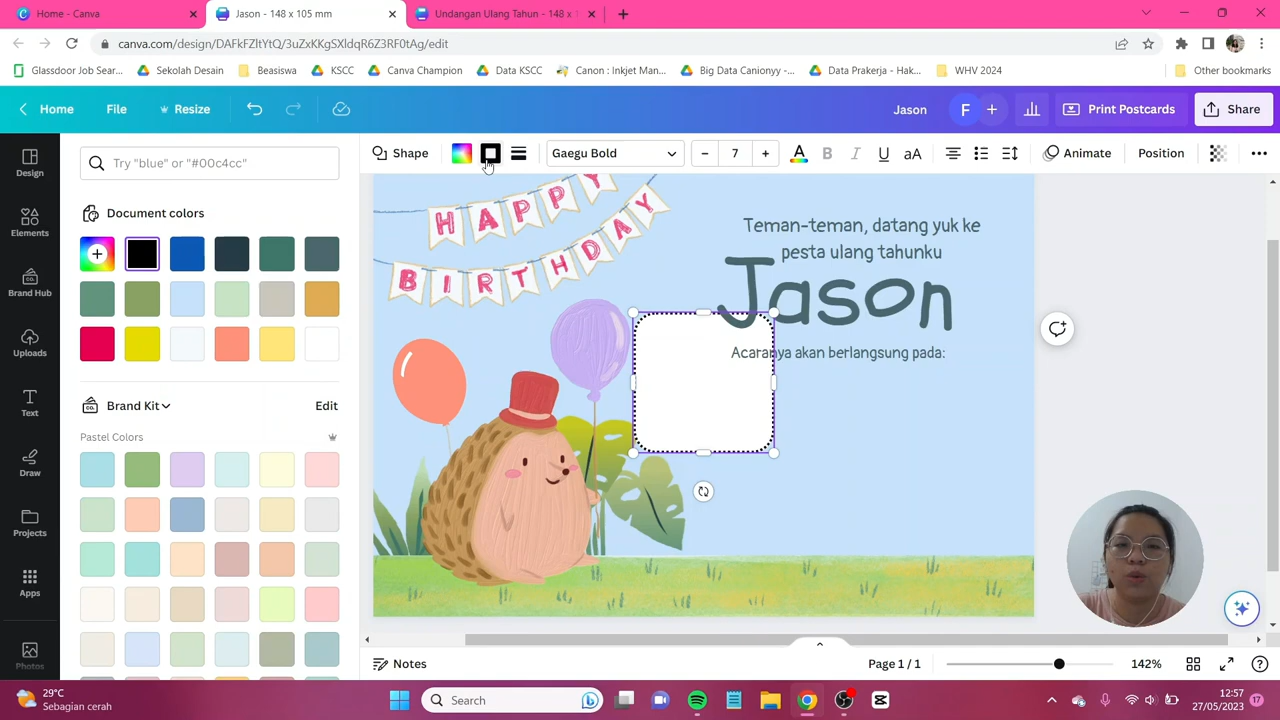 Home - Canva
Jason - 148 x 105 mm
Undangan Ulang Tahun - 148 x 1
canva.com/design/DAFkFZltYtQ/3uZxKKgSXldqR6Z3RF0tAg/edit
Glassdoor Job Sear...
Sekolah Desain
Beasiswa
KSCC
Canva Champion
Data KSCC
Canon : Inkjet Man...
Big Data Canionyy -...
Data Prakerja - Hak...
WHV 2024
Other bookmarks
Home
File
Resize
Jason
F
Print Postcards
Share
Design
Elements
Brand Hub
Uploads
Text
Draw
Projects
Apps
Photos
Try "blue" or "#00c4cc"
Document colors
Brand Kit
Edit
Pastel Colors
Shape
Gaegu Bold
7
A
B
I
U
aA
Animate
Position
HAPPY
BIRTHDAY
Teman-teman, datang yuk ke
pesta ulang tahunku
Jason
Acaranya akan berlangsung pada:
Notes
Page 1 / 1
142%
29°C
Sebagian cerah
Search
12:57
27/05/2023
17